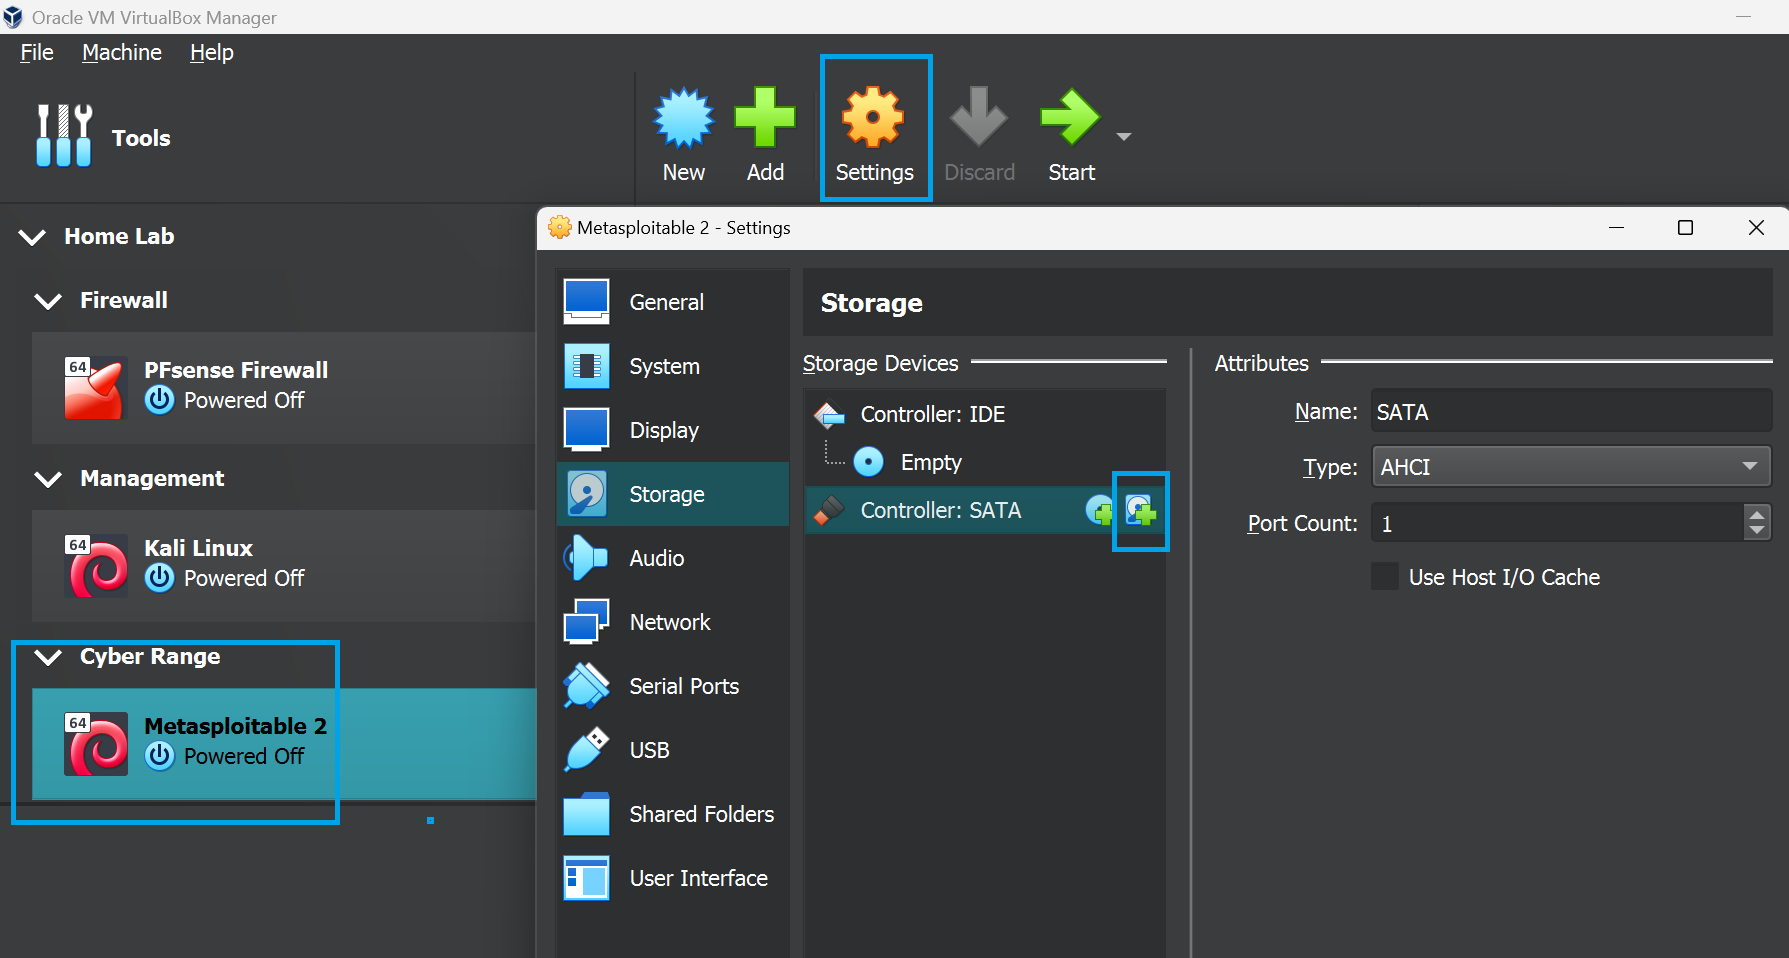 Oracle VM VirtualBox Manager
File Machine Help
Tools
New Add Settings Discard Start
Home Lab
Firewall
64
PFsense Firewall
Powered Off
Management
64
Kali Linux
Powered Off
Cyber Range
64
Metasploitable 2
Powered Off
Metasploitable 2 - Settings
General
System
Display
Storage
Audio
Network
Serial Ports
USB
Shared Folders
User Interface
Storage
Storage Devices
Controller: IDE
Empty
Controller: SATA
Attributes
Name: SATA
Type: AHCI
Port Count: 1
Use Host I/O Cache